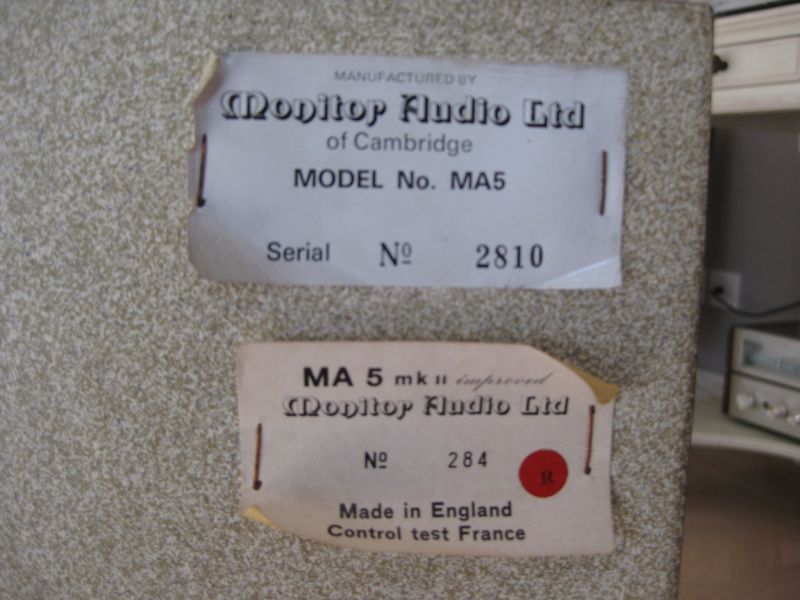 MANUFACTURED BY
Monitor Audio Ltd
of Cambridge
MODEL No. MA5
Serial Nº 2810
MA 5 mk II improved
Monitor Audio Ltd
Nº 284
R
Made in England
Control test France